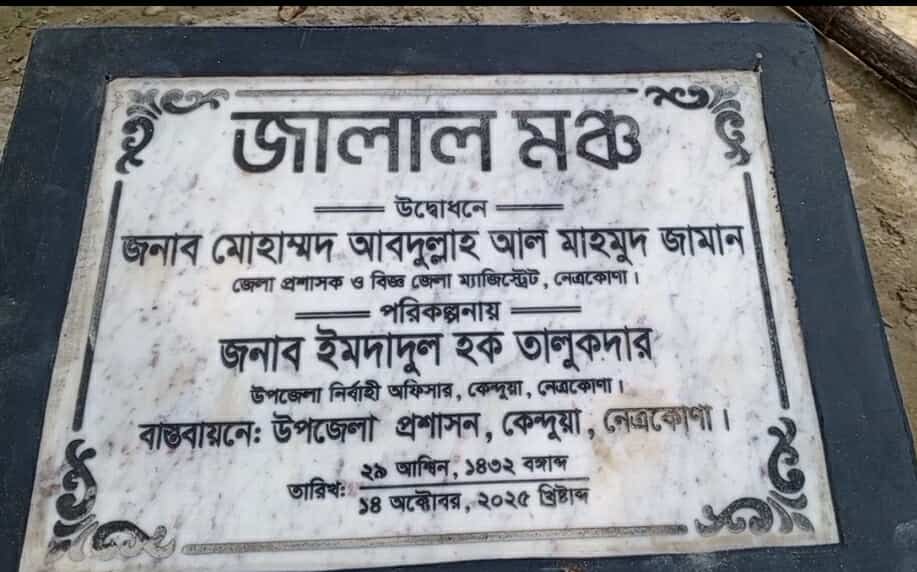 জালাল মঞ্চ
উদ্বোধনে
জনাব মোহাম্মদ আবদুল্লাহ আল মাহমুদ জামান
জেলা প্রশাসক ও বিজ্ঞ জেলা ম্যাজিস্ট্রেট, নেত্রকোণা।
পরিকল্পনায়
জনাব ইমদাদুল হক তালুকদার
উপজেলা নির্বাহী অফিসার, কেন্দুয়া, নেত্রকোণা।
বাস্তবায়নে: উপজেলা প্রশাসন, কেন্দুয়া, নেত্রকোণা।
তারিখ: ২৯ আশ্বিন, ১৪৩২ বঙ্গাব্দ
১৪ অক্টোবর, ২০২৫ খ্রিষ্টাব্দ